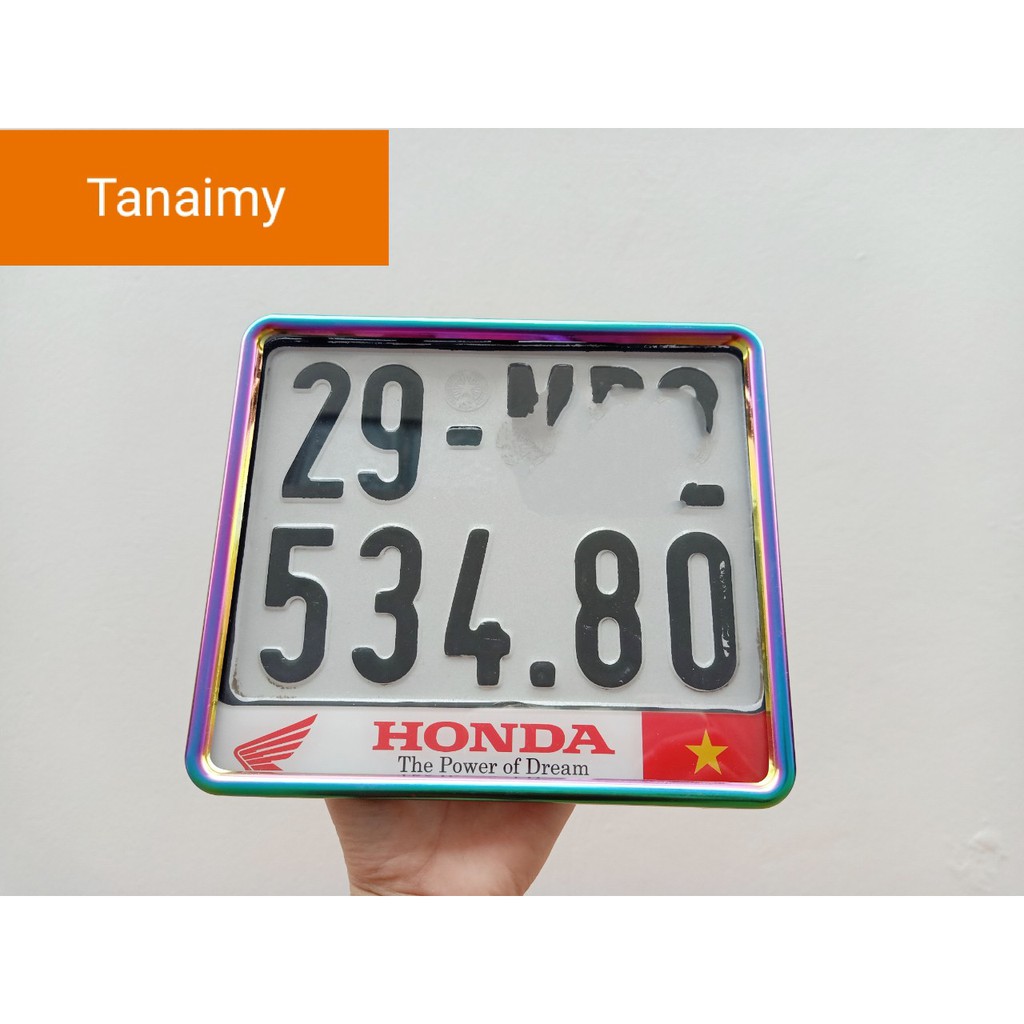 Tanaimy
29-
534.80
HONDA
The Power of Dream